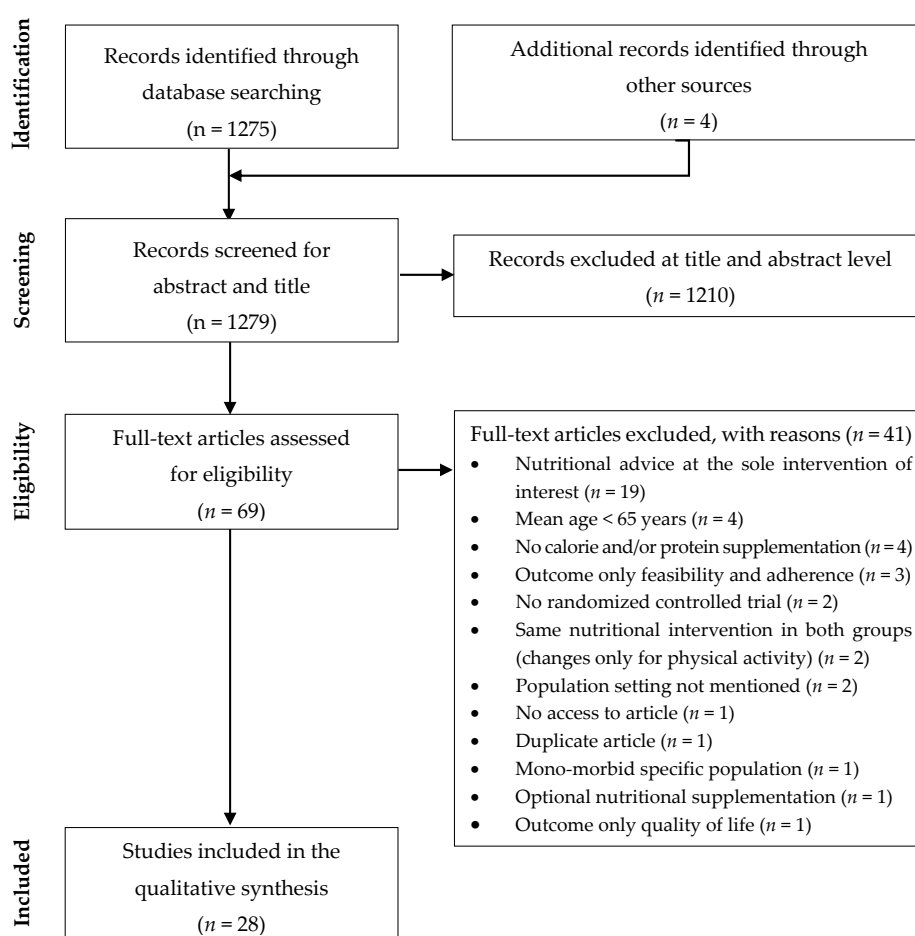 Identification
Records identified through
database searching
(n = 1275)
Additional records identified through
other sources
(n = 4)
Screening
Records screened for
abstract and title
(n = 1279)
Records excluded at title and abstract level
(n = 1210)
Eligibility
Full-text articles assessed
for eligibility
(n = 69)
Full-text articles excluded, with reasons (n = 41)
• Nutritional advice at the sole intervention of
interest (n = 19)
• Mean age < 65 years (n = 4)
• No calorie and/or protein supplementation (n = 4)
• Outcome only feasibility and adherence (n = 3)
• No randomized controlled trial (n = 2)
• Same nutritional intervention in both groups
(changes only for physical activity) (n = 2)
• Population setting not mentioned (n = 2)
• No access to article (n = 1)
• Duplicate article (n = 1)
• Mono-morbid specific population (n = 1)
• Optional nutritional supplementation (n = 1)
• Outcome only quality of life (n = 1)
Included
Studies included in the
qualitative synthesis
(n = 28)